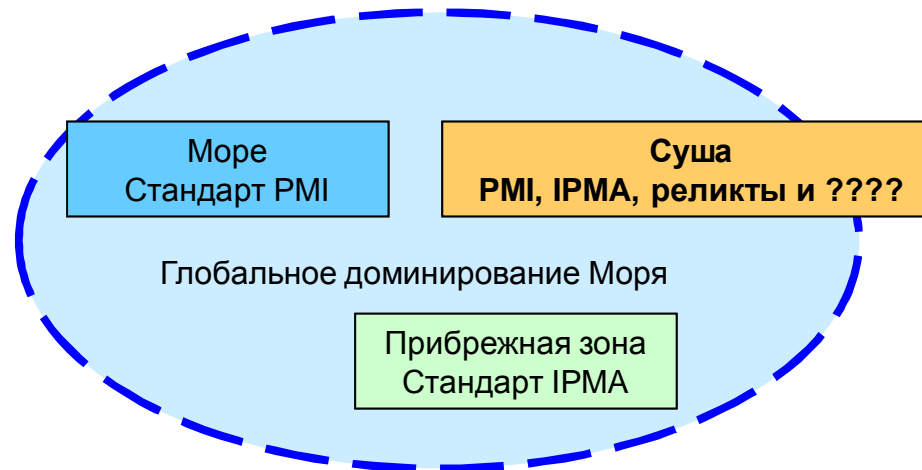 Море
Стандарт PMI
Суша
PMI, IPMA, реликты и ????
Глобальное доминирование Моря
Прибрежная зона
Стандарт IPMA